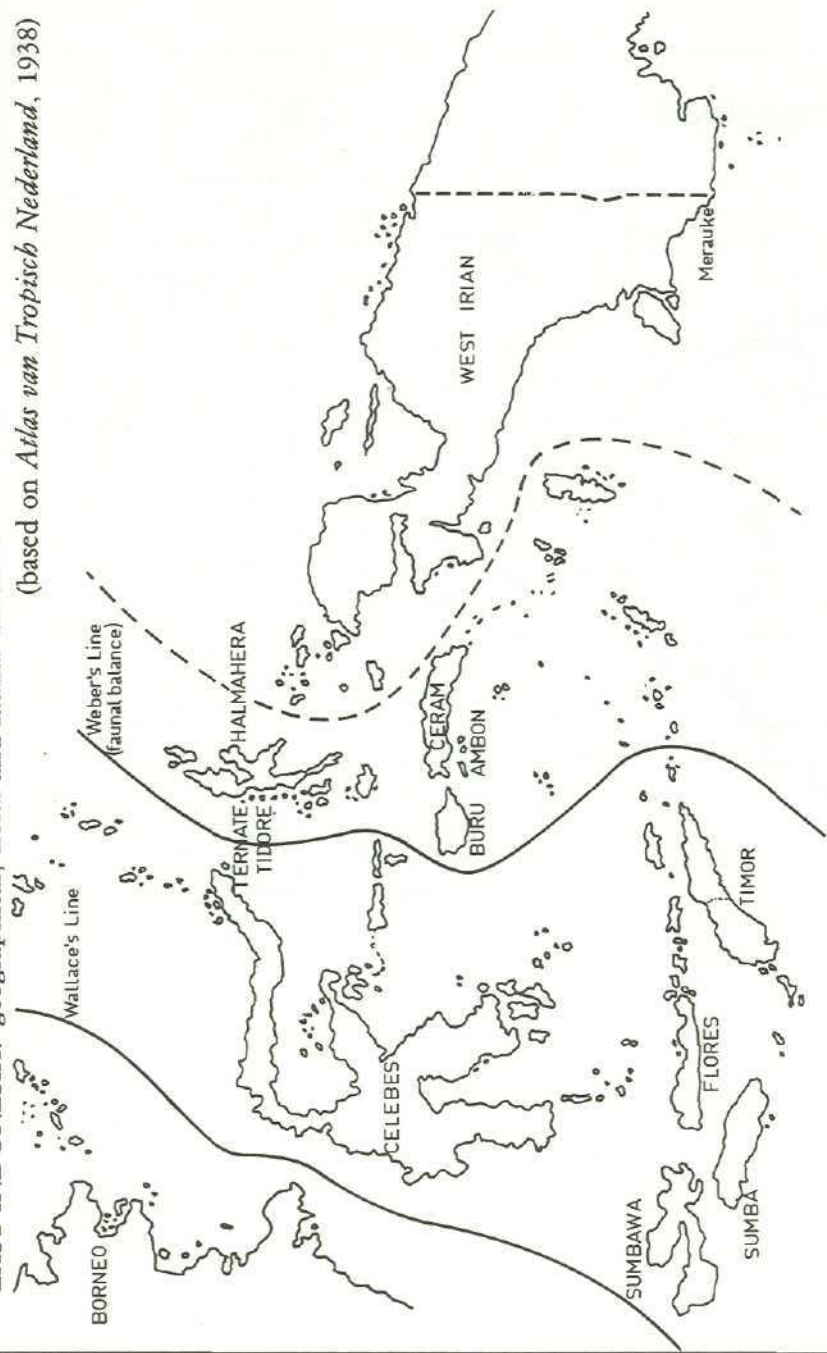 (based on Atlas van Tropisch Nederland, 1938)
Wallace's Line
Weber's Line
(faunal balance)
BORNEO
HALMAHERA
TERNATE
TIDORE
WEST IRIAN
CELEBES
CERAM
BURU
AMBON
Merauke
SUMBAWA
FLORES
SUMBA
TIMOR